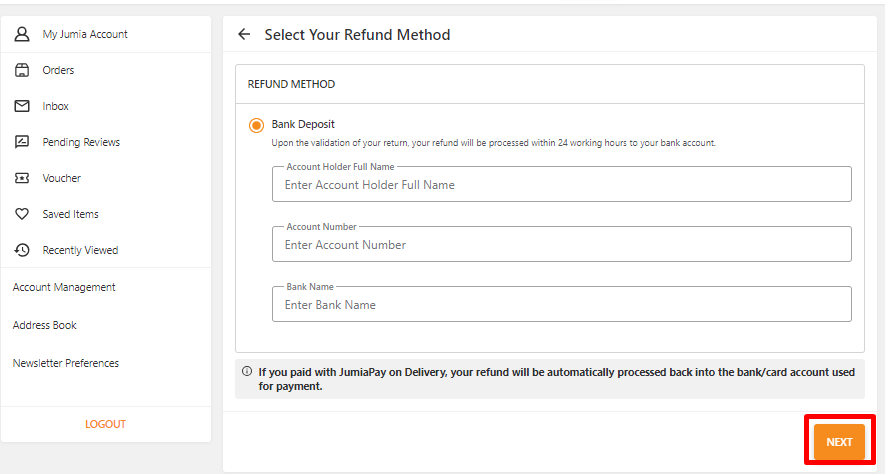 My Jumia Account
Orders
Inbox
Pending Reviews
Voucher
Saved Items
Recently Viewed
Account Management
Address Book
Newsletter Preferences
LOGOUT
Select Your Refund Method
REFUND METHOD
Bank Deposit
Upon the validation of your return, your refund will be processed within 24 working hours to your bank account.
Account Holder Full Name
Enter Account Holder Full Name
Account Number
Enter Account Number
Bank Name
Enter Bank Name
If you paid with JumiaPay on Delivery, your refund will be automatically processed back into the bank/card account used
for payment.
NEXT